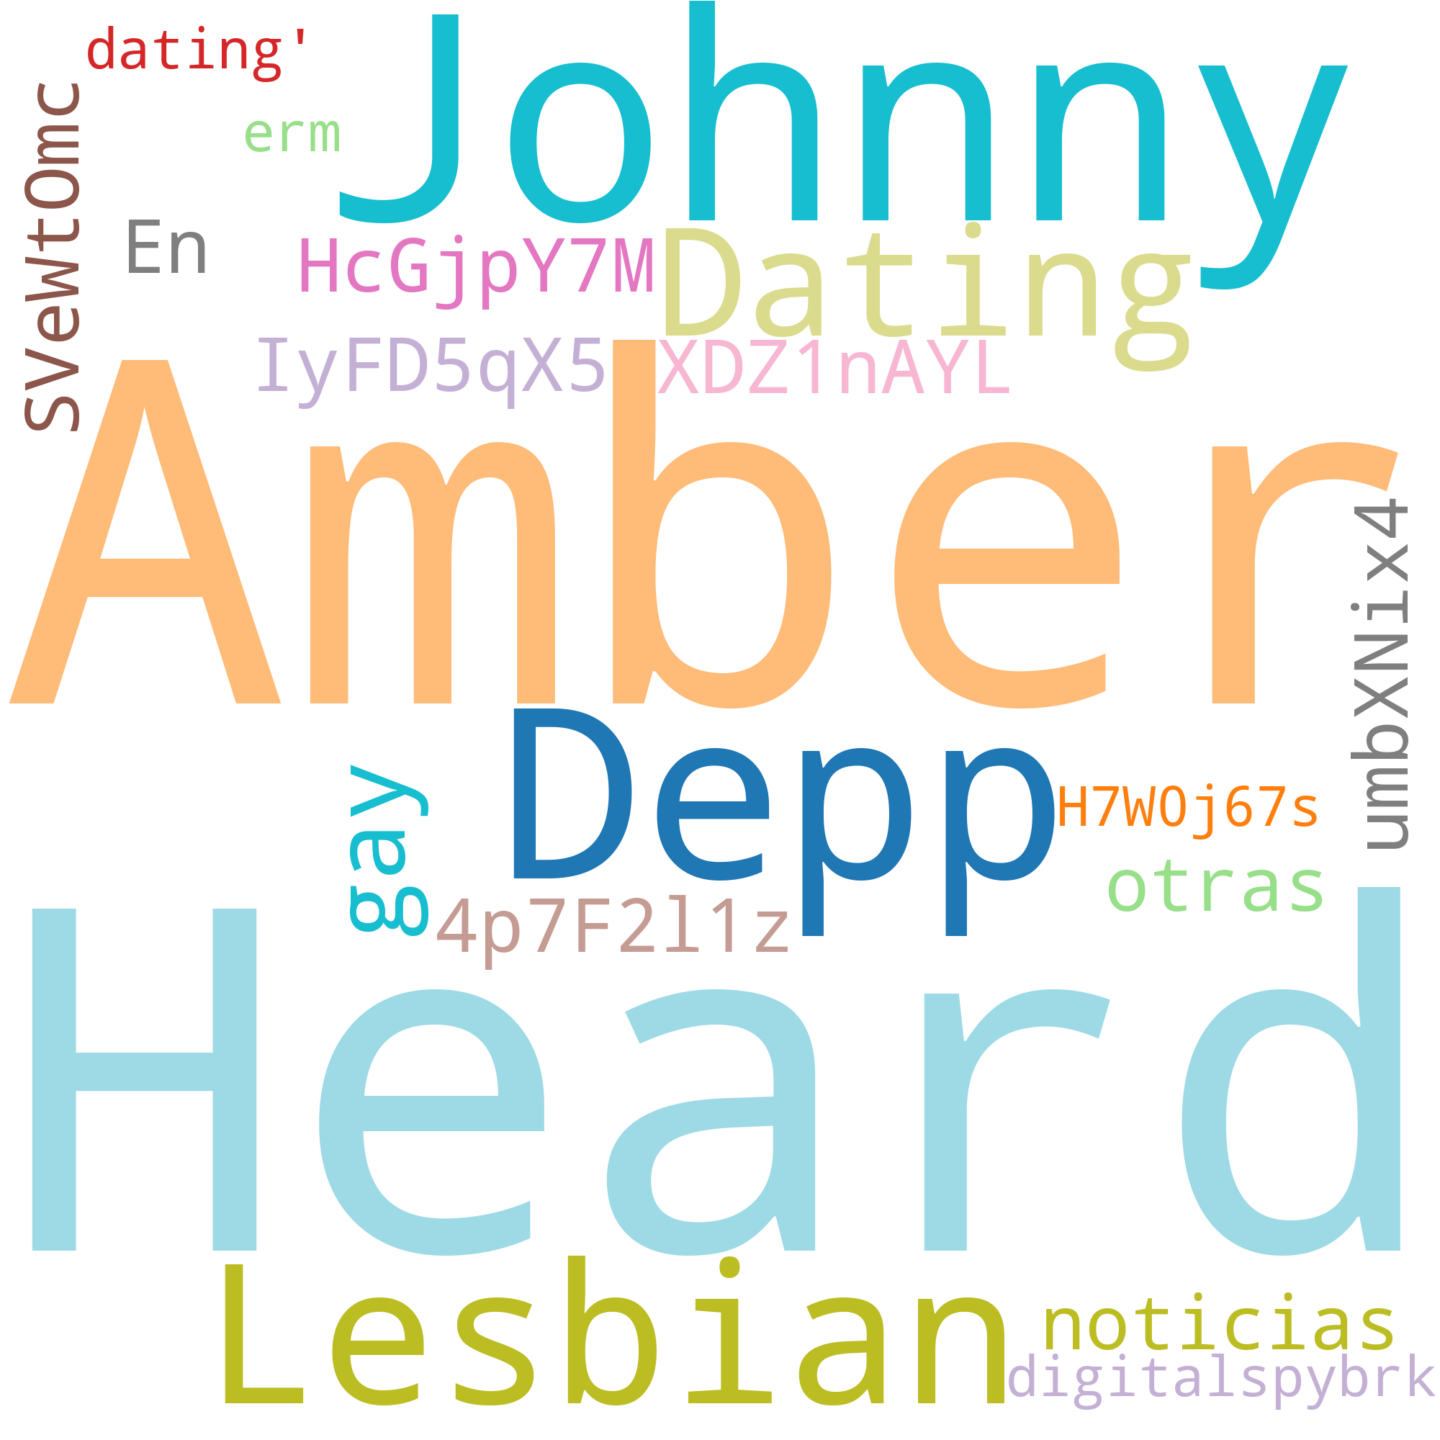 dating'
Johnny
SVeWtOmc
erm
En
HcGjpY7M
Dating
IyFD5qX5
XDZ1nAYL
Amber
umbXNix4
Depp
gay
H7WOj67s
otras
4p7F2l1z
Heard
Lesbian
noticias
digitalspybrk